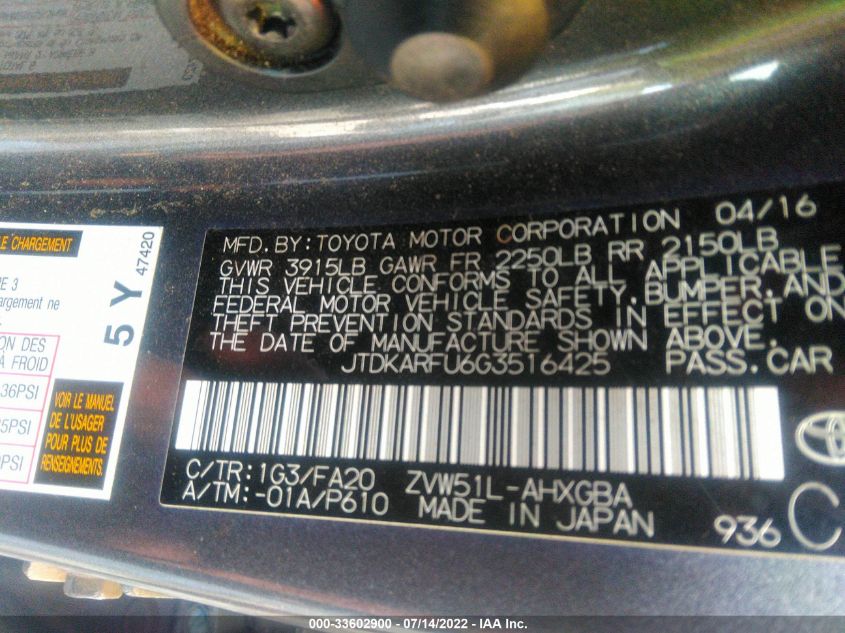 LE CHARGEMENT
E 3
argement ne
ION DES
À FROID
36PSI
5PSI
PSI
VOIR LE MANUEL
DE L'USAGER
POUR PLUS DE
RENSEIGNEMENTS.
5 Y
47420
MFD. BY: TOYOTA MOTOR CORPORATION 04/16
GVWR 3915LB GAWR FR 2250LB RR 2150LB
THIS VEHICLE CONFORMS TO ALL APPLICABLE
FEDERAL MOTOR VEHICLE SAFETY, BUMPER, AND
THEFT PREVENTION STANDARDS IN EFFECT ON
THE DATE OF MANUFACTURE SHOWN ABOVE.
JTDKARFU6G3516425 PASS. CAR
C/TR: 1G3/FA20 ZVW51L-AHXGBA
A/TM: -01A/P610 MADE IN JAPAN 936 C
000-33602900 - 07/14/2022 - IAA Inc.